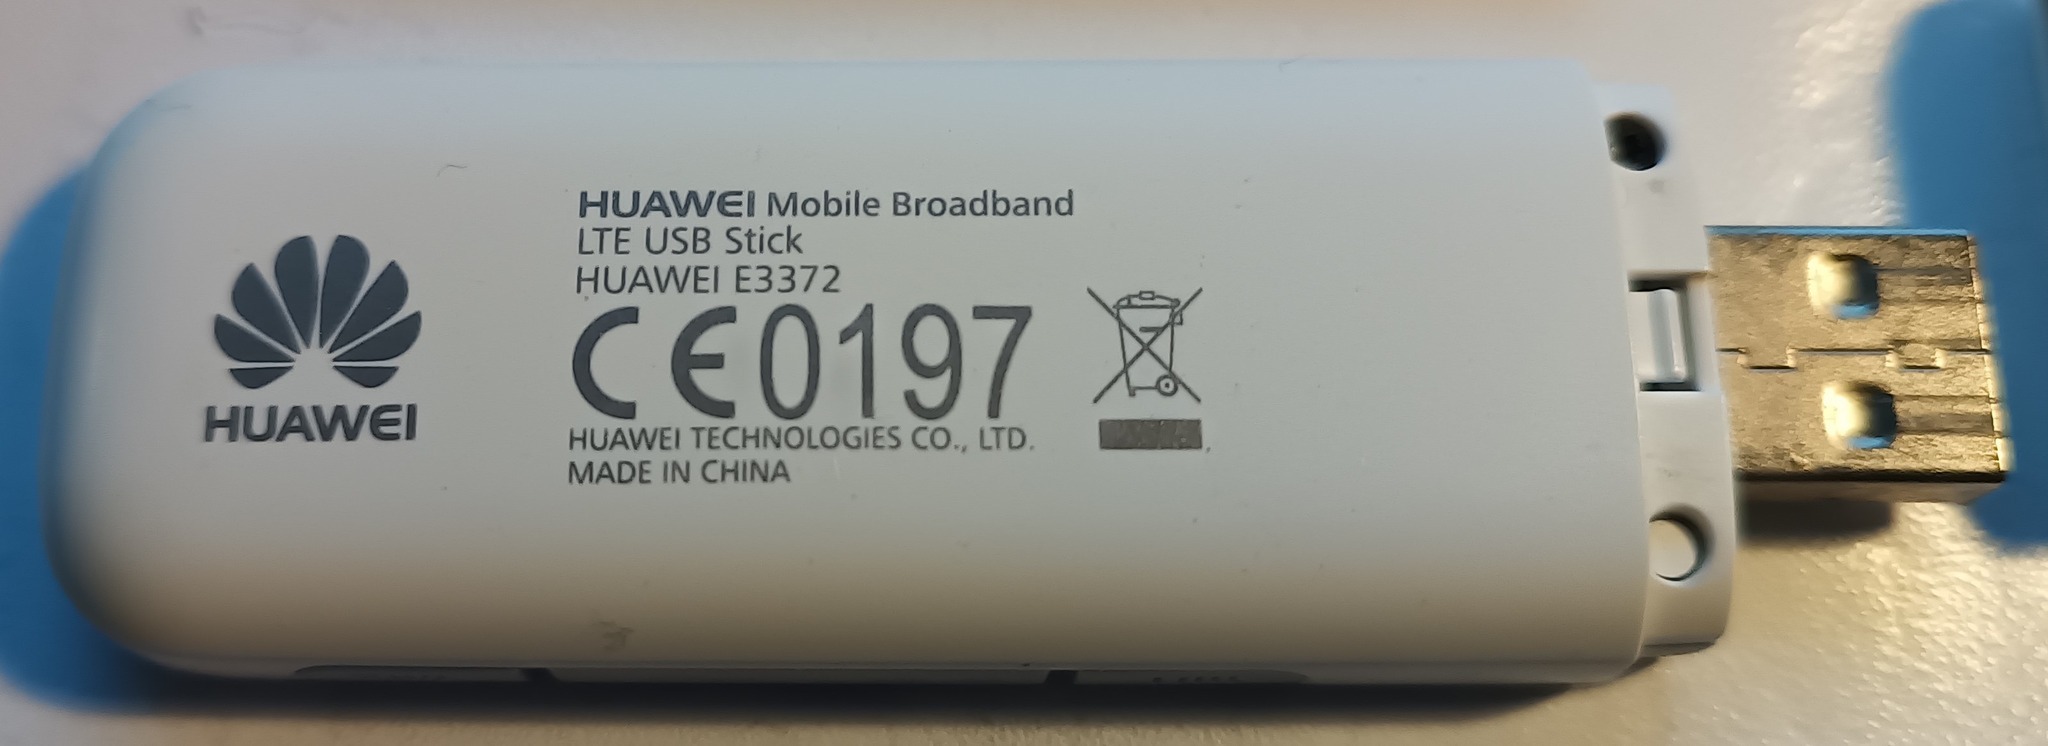 HUAWEI
HUAWEI Mobile Broadband
LTE USB Stick
HUAWEI E3372
CE0197
HUAWEI TECHNOLOGIES CO., LTD.
MADE IN CHINA